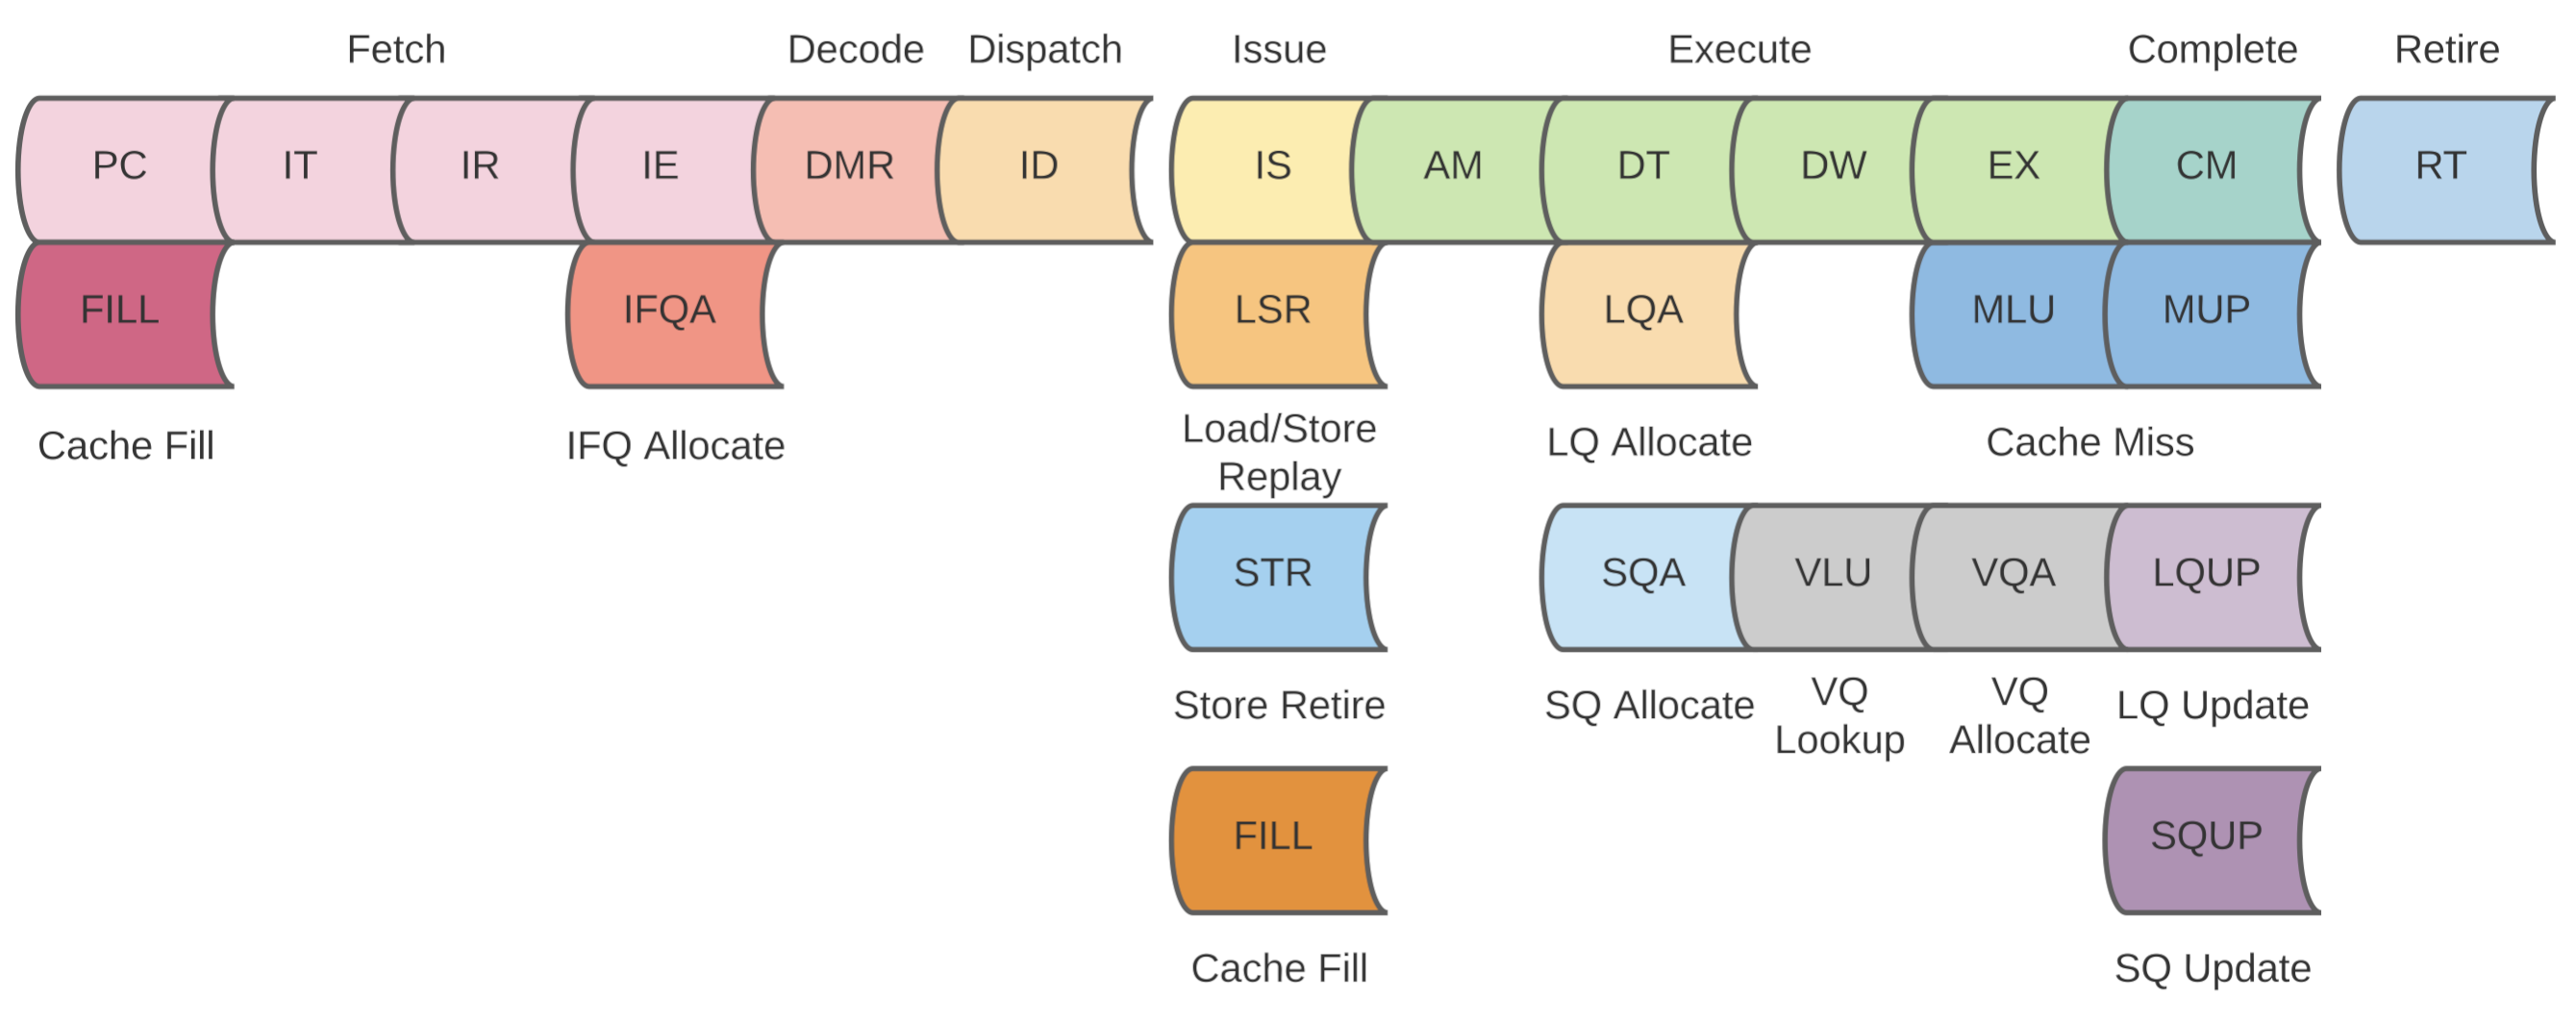 Fetch Decode Dispatch Issue Execute Complete Retire
PC IT IR IE DMR ID IS AM DT DW EX CM RT
FILL IFQA LSR LQA MLU MUP
Cache Fill IFQ Allocate Load/Store LQ Allocate Cache Miss
Replay
STR SQA VLU VQA LQUP
Store Retire SQ Allocate VQ VQ LQ Update
Lookup Allocate
FILL SQUP
Cache Fill SQ Update